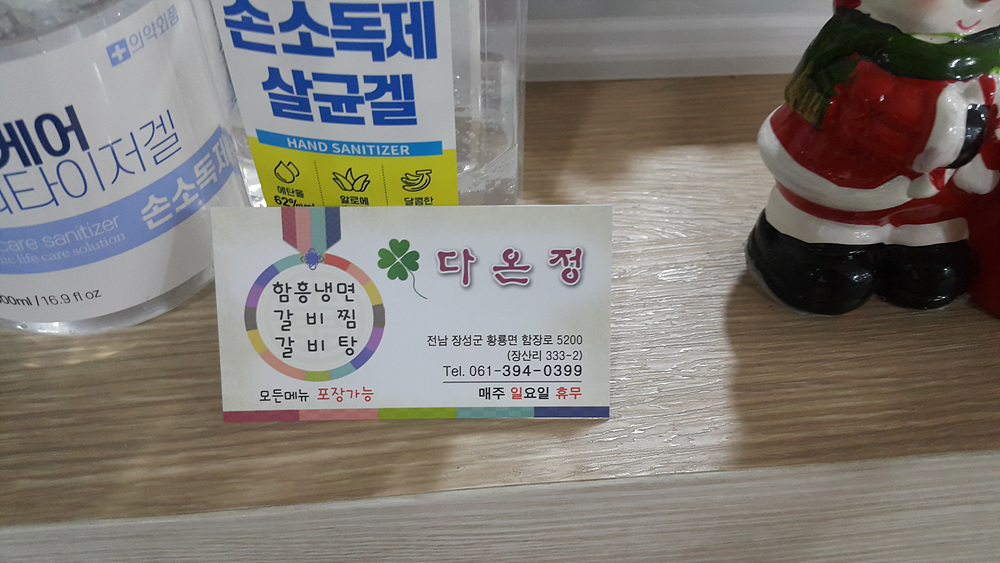 의약외품
케어
타이저겔
손소독제
care sanitizer
life care solution
500ml / 16.9 fl oz
손소독제
살균겔
HAND SANITIZER
에탄올
62%
알로에
달콤한
다온정
함흥냉면
갈비찜
갈비탕
모든메뉴 포장가능
전남 장성군 황룡면 함장로 5200
(장산리 333-2)
Tel. 061-394-0399
매주 일요일 휴무